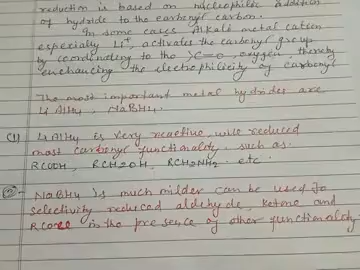 reduction is based on nucleophilic addition
of hydride to the carbonyl carbon.
In some cases Alkali metal cation
especially Li⁺, activates the carbonyl group
by coordinating to the >C=O oxygen, thereby
enchancing the electrophilicity of carbonyl
The most important metal hydrides are
LiAlH4, NaBH4.
(1) LiAlH4 is very reactive, will reduced
most carbonyl functionality such as
RCOOH, RCH2OH, RCH2NH2. etc.
(2) NaBH4 is much milder can be used to
selectivity reduced aldehyde, ketone and
in the presence of other functionality